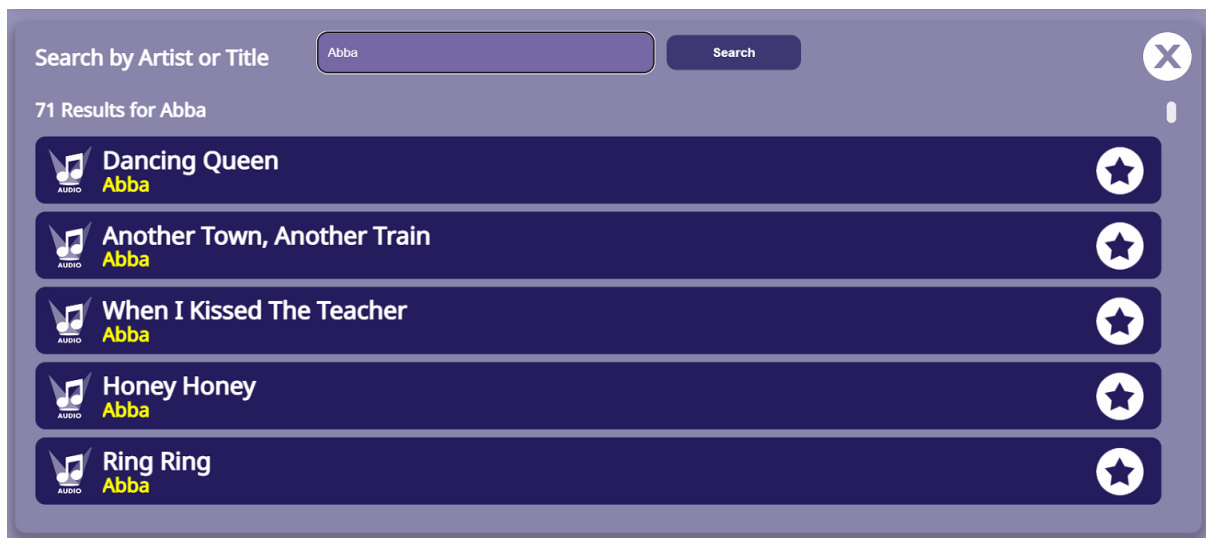 Search by Artist or Title
Abba
Search
X
71 Results for Abba
Dancing Queen
Abba
AUDIO
Another Town, Another Train
Abba
AUDIO
When I Kissed The Teacher
Abba
AUDIO
Honey Honey
Abba
AUDIO
Ring Ring
Abba
AUDIO